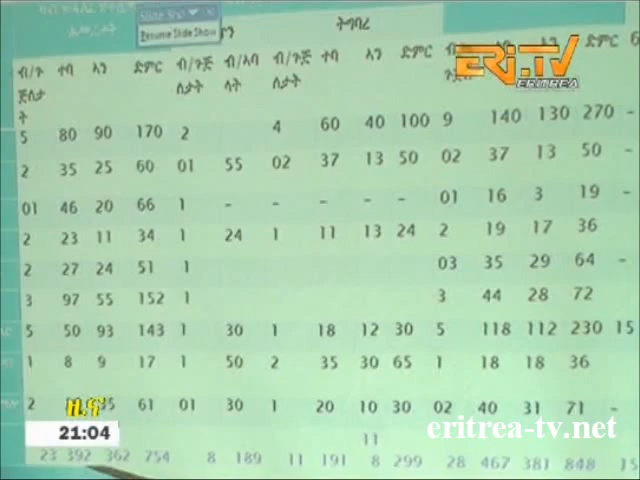 Slide Sho
Resume Slide Show
ትግባረ
ERi.TV
ERITREA
ብ/ጉ ተባ ኣን ድምር ብ/ጉጅ ብ/ኣባ ብ/ጉጅ ተባ ኣን ድምር ድምር 6
ጅለታ ለታት ላት ለታት
ት
5 80 90 170 2 4 60 40 100 9 140 130 270 -
2 35 25 60 01 55 02 37 13 50 02 37 13 50 -
01 46 20 66 1 - - - - - 01 16 3 19 -
2 23 11 34 1 24 1 11 13 24 2 19 17 36
2 27 24 51 1 03 35 29 64 -
3 97 55 152 1 3 44 28 72
5 50 93 143 1 30 1 18 12 30 5 118 112 230 15
1 8 9 17 1 50 2 35 30 65 1 18 18 36
2 ዜና 35 61 01 30 1 20 10 30 02 40 31 71 -
21:04
11
eritrea-tv.net
23 392 362 754 8 189 11 191 8 299 28 467 381 848 15